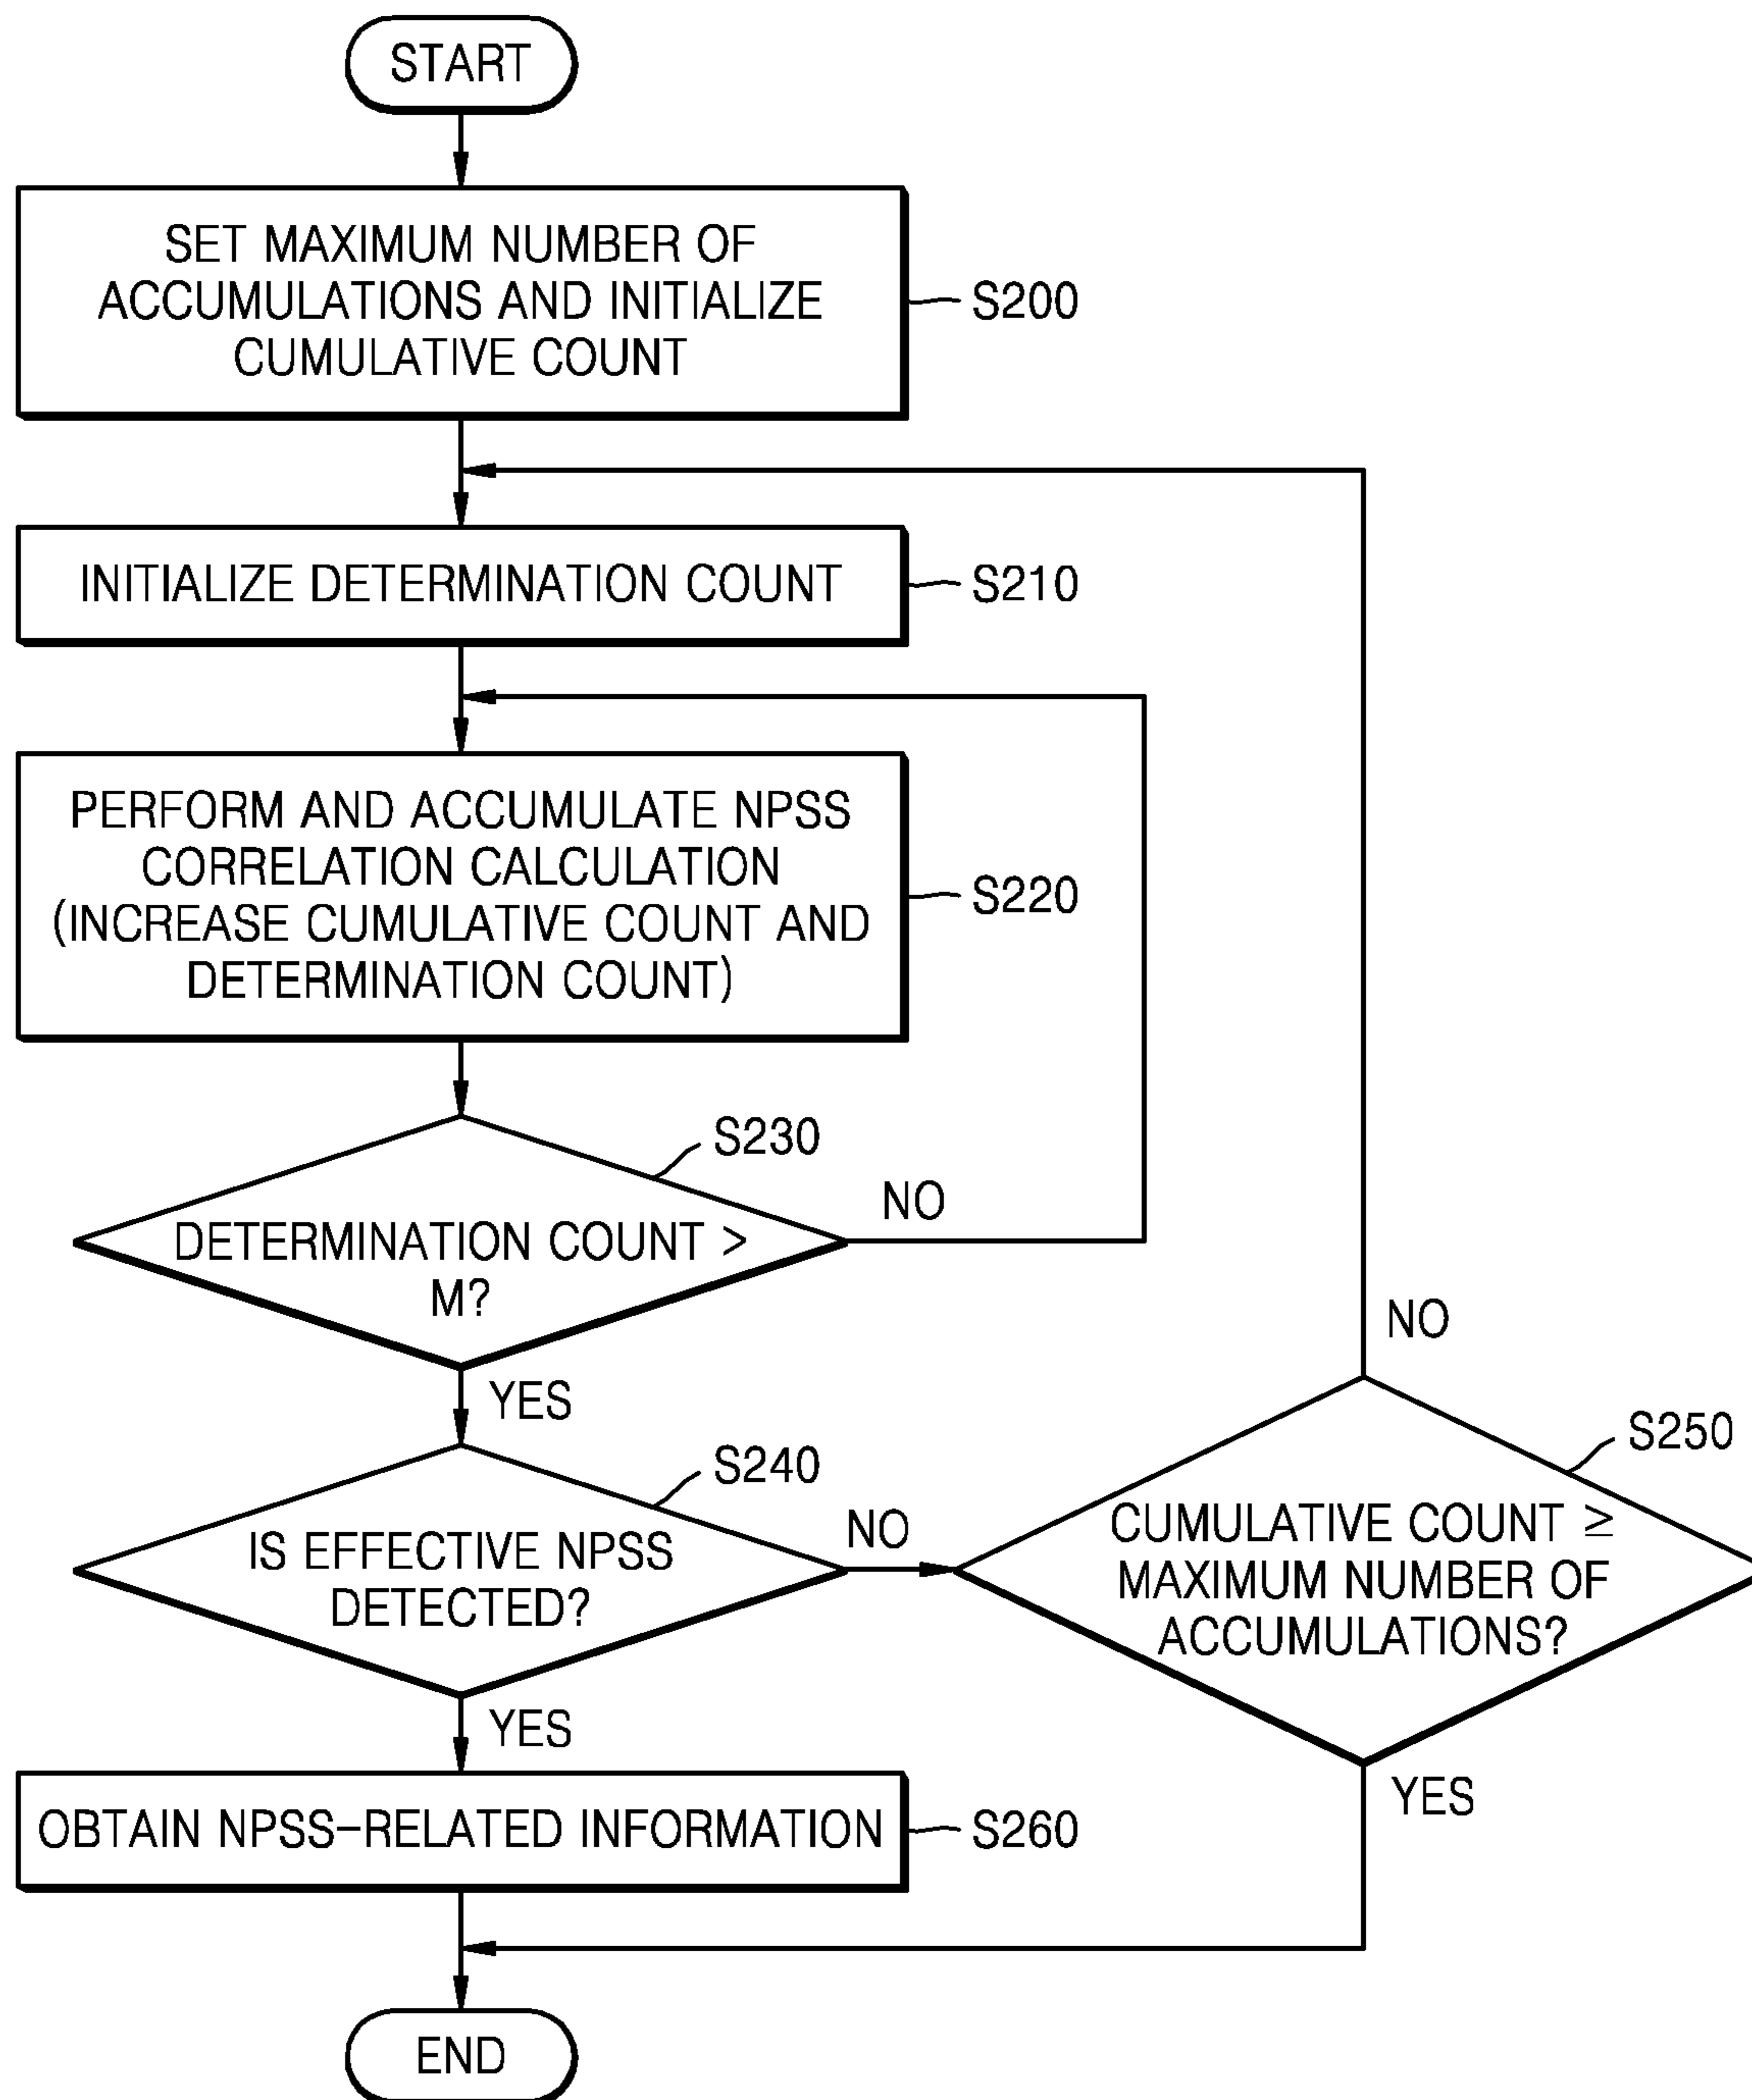 START
SET MAXIMUM NUMBER OF
ACCUMULATIONS AND INITIALIZE
CUMULATIVE COUNT
S200
INITIALIZE DETERMINATION COUNT
S210
PERFORM AND ACCUMULATE NPSS
CORRELATION CALCULATION
(INCREASE CUMULATIVE COUNT AND
DETERMINATION COUNT)
S220
S230
DETERMINATION COUNT >
M?
NO
YES
S240
IS EFFECTIVE NPSS
DETECTED?
NO
YES
NO
S250
CUMULATIVE COUNT ≥
MAXIMUM NUMBER OF
ACCUMULATIONS?
YES
OBTAIN NPSS-RELATED INFORMATION
S260
END